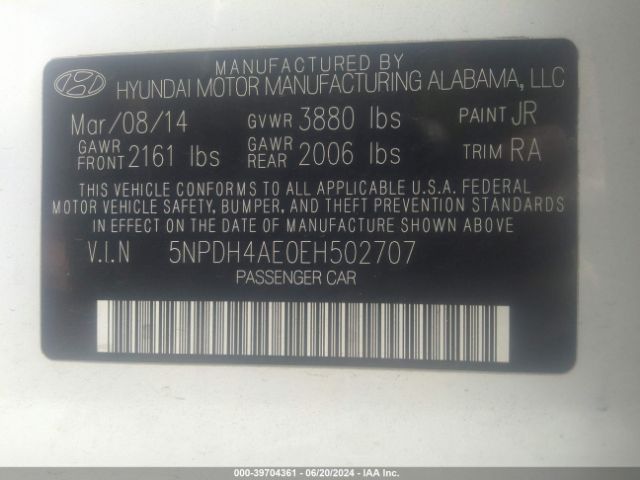 MANUFACTURED BY
HYUNDAI MOTOR MANUFACTURING ALABAMA, LLC
Mar/08/14 GVWR 3880 lbs PAINT JR
GAWR FRONT 2161 lbs GAWR REAR 2006 lbs TRIM RA
THIS VEHICLE CONFORMS TO ALL APPLICABLE U.S.A. FEDERAL
MOTOR VEHICLE SAFETY, BUMPER, AND THEFT PREVENTION STANDARDS
IN EFFECT ON THE DATE OF MANUFACTURE SHOWN ABOVE
V.I.N 5NPDH4AE0EH502707
PASSENGER CAR
000-39704361 - 06/20/2024 - IAA Inc.